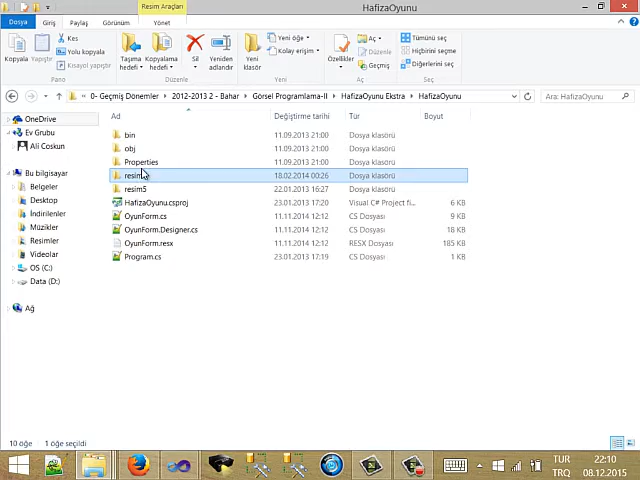 Resim Araçları
HafizaOyunu
Dosya
Giriş
Paylaş
Görünüm
Yönet
Kopyala
Yapıştır
Kes
Yolu kopyala
Kısayol yapıştır
Pano
Taşıma hedefi
Kopyalama hedefi
Sil
Yeniden adlandır
Düzenle
Yeni klasör
Yeni öğe
Kolay erişim
Yeni
Özellikler
Aç
Düzenle
Geçmiş
Aç
Tümünü seç
Hiçbirini seçme
Diğerlerini seç
Seç
« 0- Geçmiş Dönemler
2012-2013 2 - Bahar
Görsel Programlama-II
HafizaOyunu Ekstra
HafizaOyunu
Ara: HafizaOyunu
Ad Değiştirme tarihi Tür Boyut
bin 11.09.2013 21:00 Dosya klasörü
obj 11.09.2013 21:00 Dosya klasörü
Properties 11.09.2013 21:00 Dosya klasörü
resim 18.02.2014 00:26 Dosya klasörü
resim5 22.01.2013 16:27 Dosya klasörü
HafizaOyunu.csproj 23.01.2013 17:20 Visual C# Project fi... 6 KB
OyunForm.cs 11.11.2014 12:12 CS Dosyası 9 KB
OyunForm.Designer.cs 11.11.2014 12:12 CS Dosyası 18 KB
OyunForm.resx 11.11.2014 12:12 RESX Dosyası 185 KB
Program.cs 23.01.2013 17:19 CS Dosyası 1 KB
OneDrive
Ev Grubu
Ali Coskun
Bu bilgisayar
Belgeler
Desktop
İndirilenler
Müzikler
Resimler
Videolar
OS (C:)
Data (D:)
Ağ
10 öğe 1 öğe seçildi
TUR
TRQ
22:10
08.12.2015